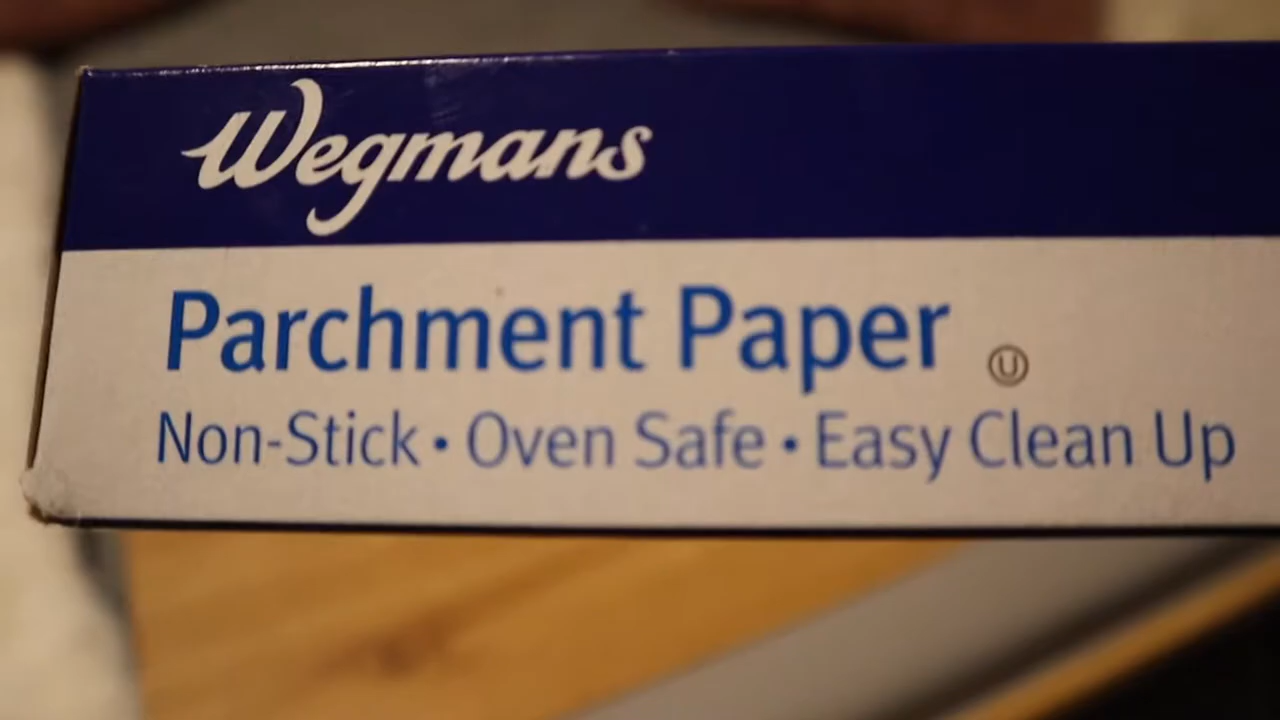 Wegmans
Parchment Paper Ⓤ
Non-Stick • Oven Safe • Easy Clean Up